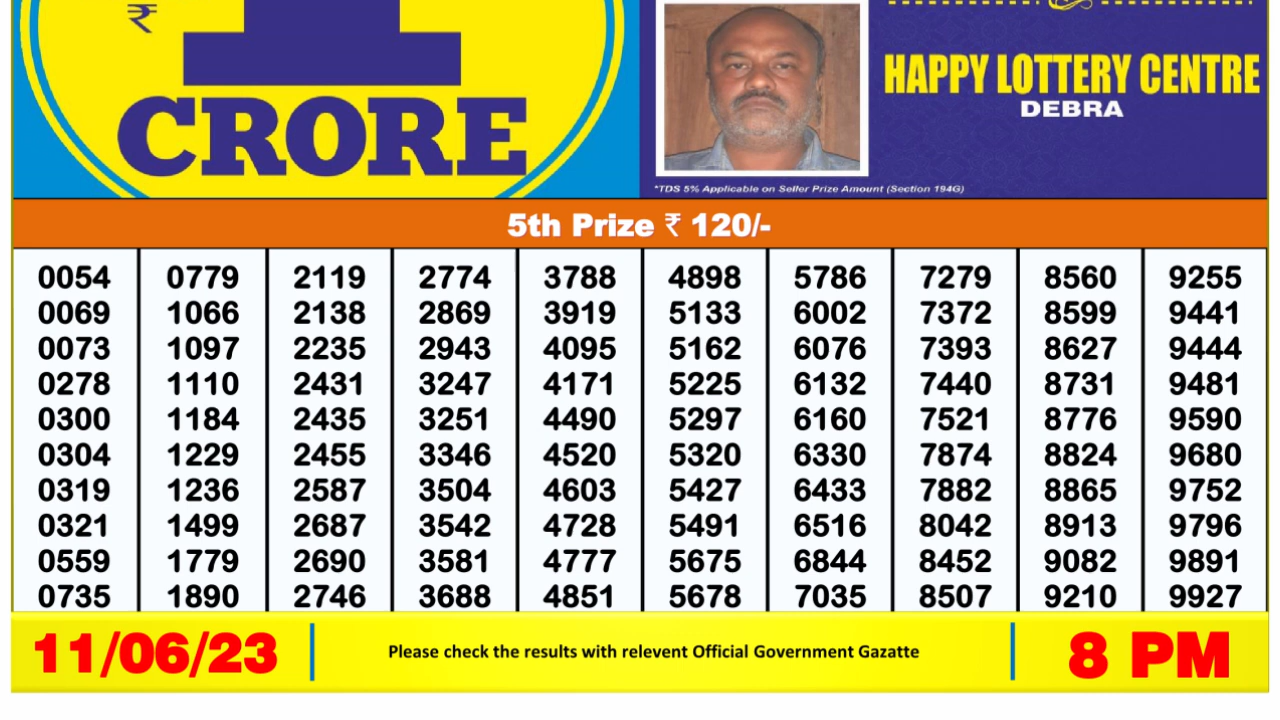 ₹ 1
CRORE
HAPPY LOTTERY CENTRE
DEBRA
*TDS 5% Applicable on Seller Prize Amount (Section 194G)
5th Prize ₹ 120/-
0054 0779 2119 2774 3788 4898 5786 7279 8560 9255
0069 1066 2138 2869 3919 5133 6002 7372 8599 9441
0073 1097 2235 2943 4095 5162 6076 7393 8627 9444
0278 1110 2431 3247 4171 5225 6132 7440 8731 9481
0300 1184 2435 3251 4490 5297 6160 7521 8776 9590
0304 1229 2455 3346 4520 5320 6330 7874 8824 9680
0319 1236 2587 3504 4603 5427 6433 7882 8865 9752
0321 1499 2687 3542 4728 5491 6516 8042 8913 9796
0559 1779 2690 3581 4777 5675 6844 8452 9082 9891
0735 1890 2746 3688 4851 5678 7035 8507 9210 9927
11/06/23
Please check the results with relevent Official Government Gazatte
8 PM